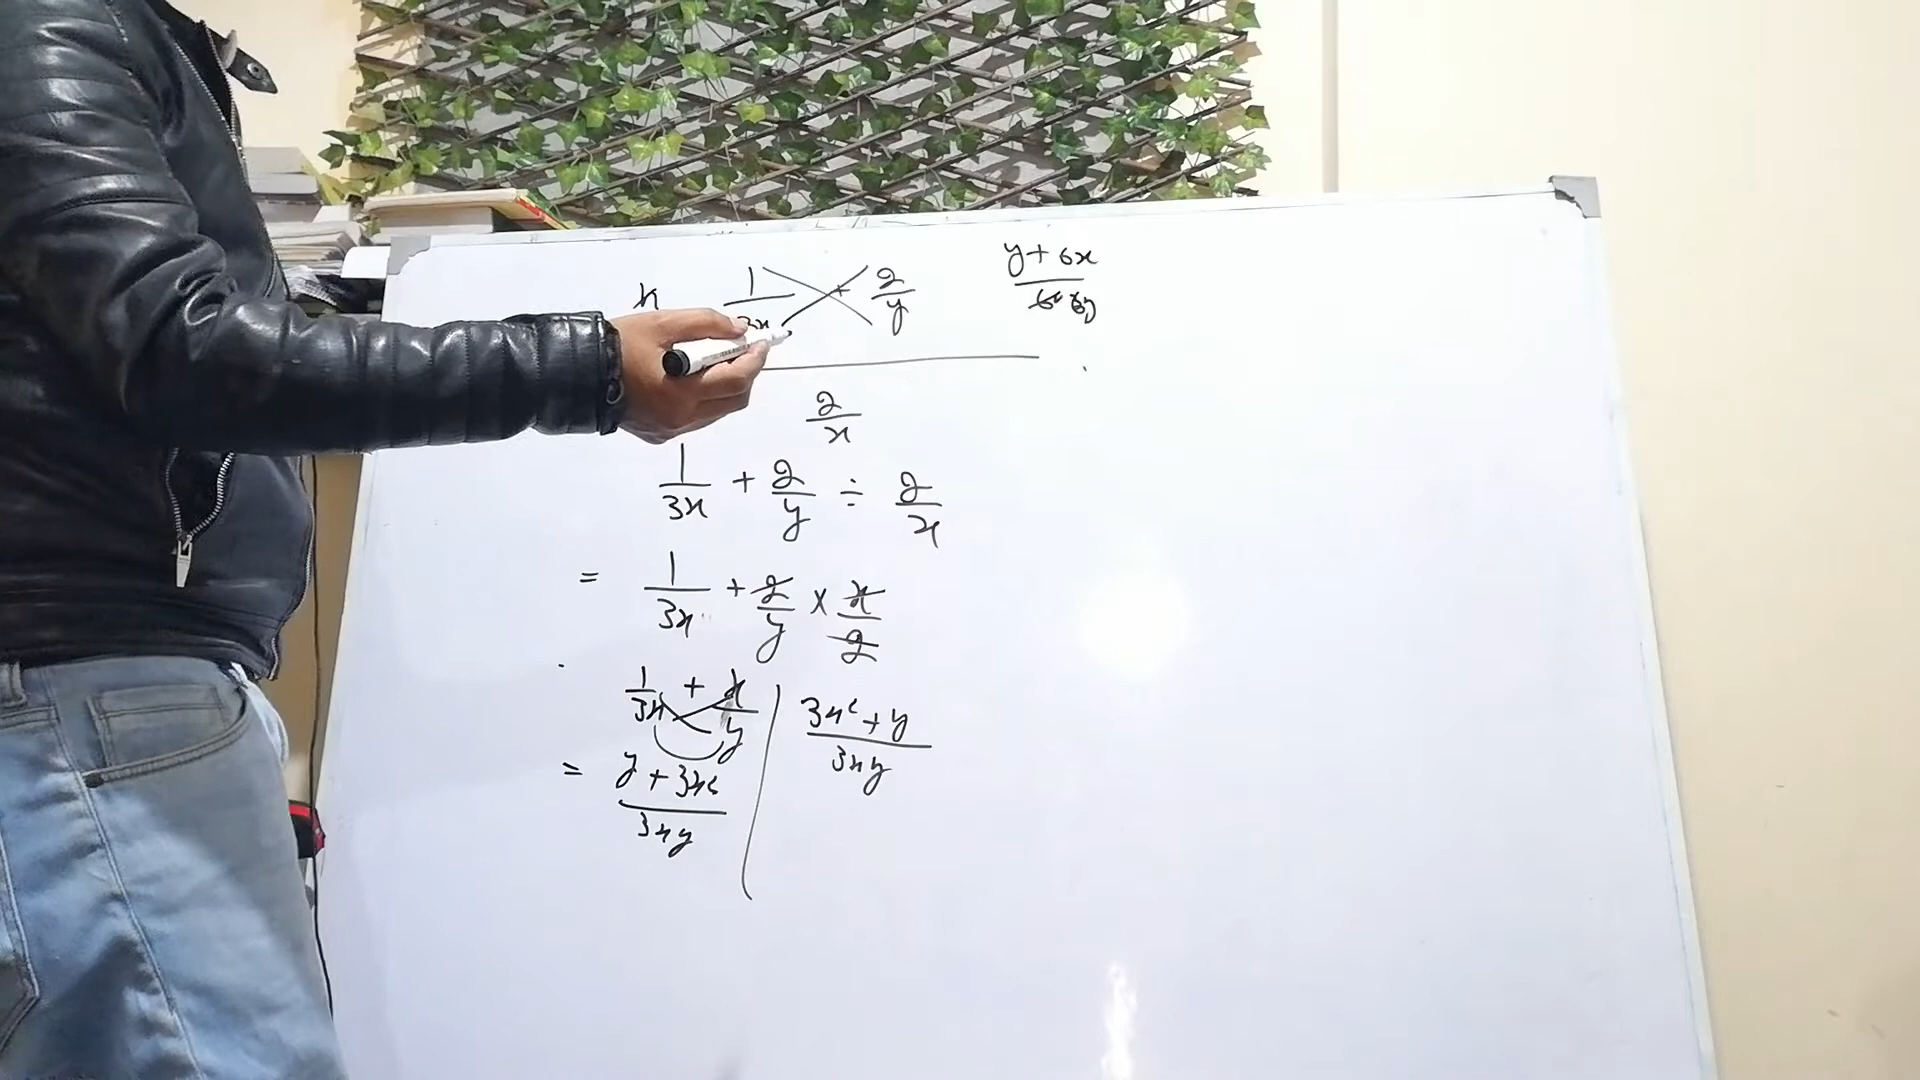 x 1/3x + 2/y
y + 6x
3y
2/x
1/3x + 2/y ÷ 2/x
= 1/3x + 2/y × x/2
1/3x + x/y
3x² + y / 3xy
= y + 3x² / 3xy